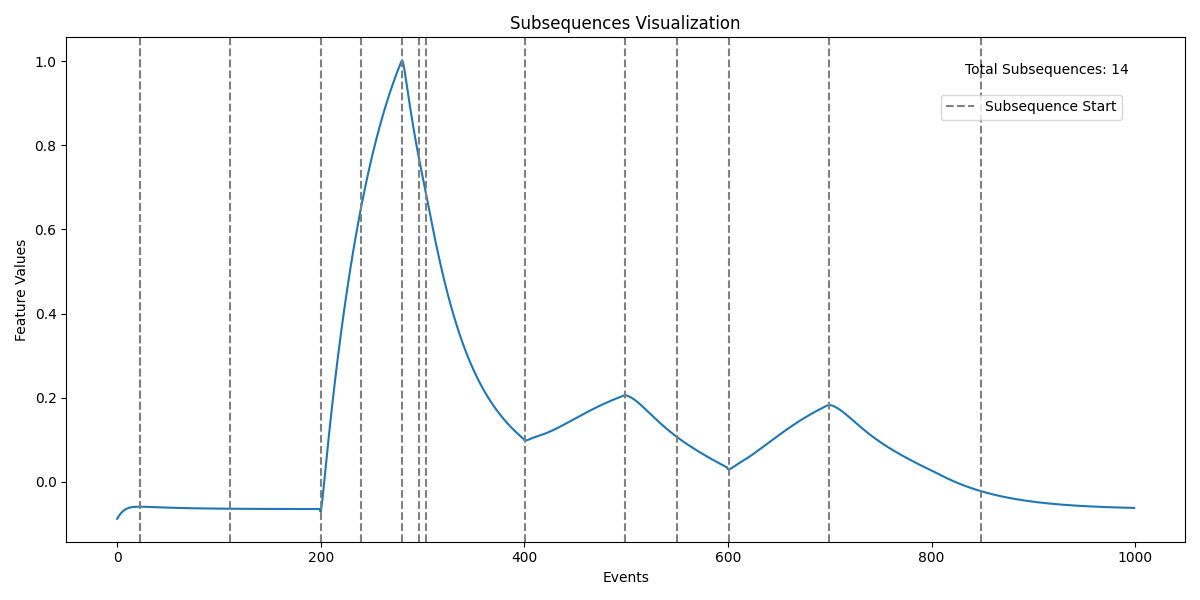 Subsequences Visualization
Total Subsequences: 14
Subsequence Start
Feature Values
1.0
0.8
0.6
0.4
0.2
0.0
0
200
400
600
800
1000
Events